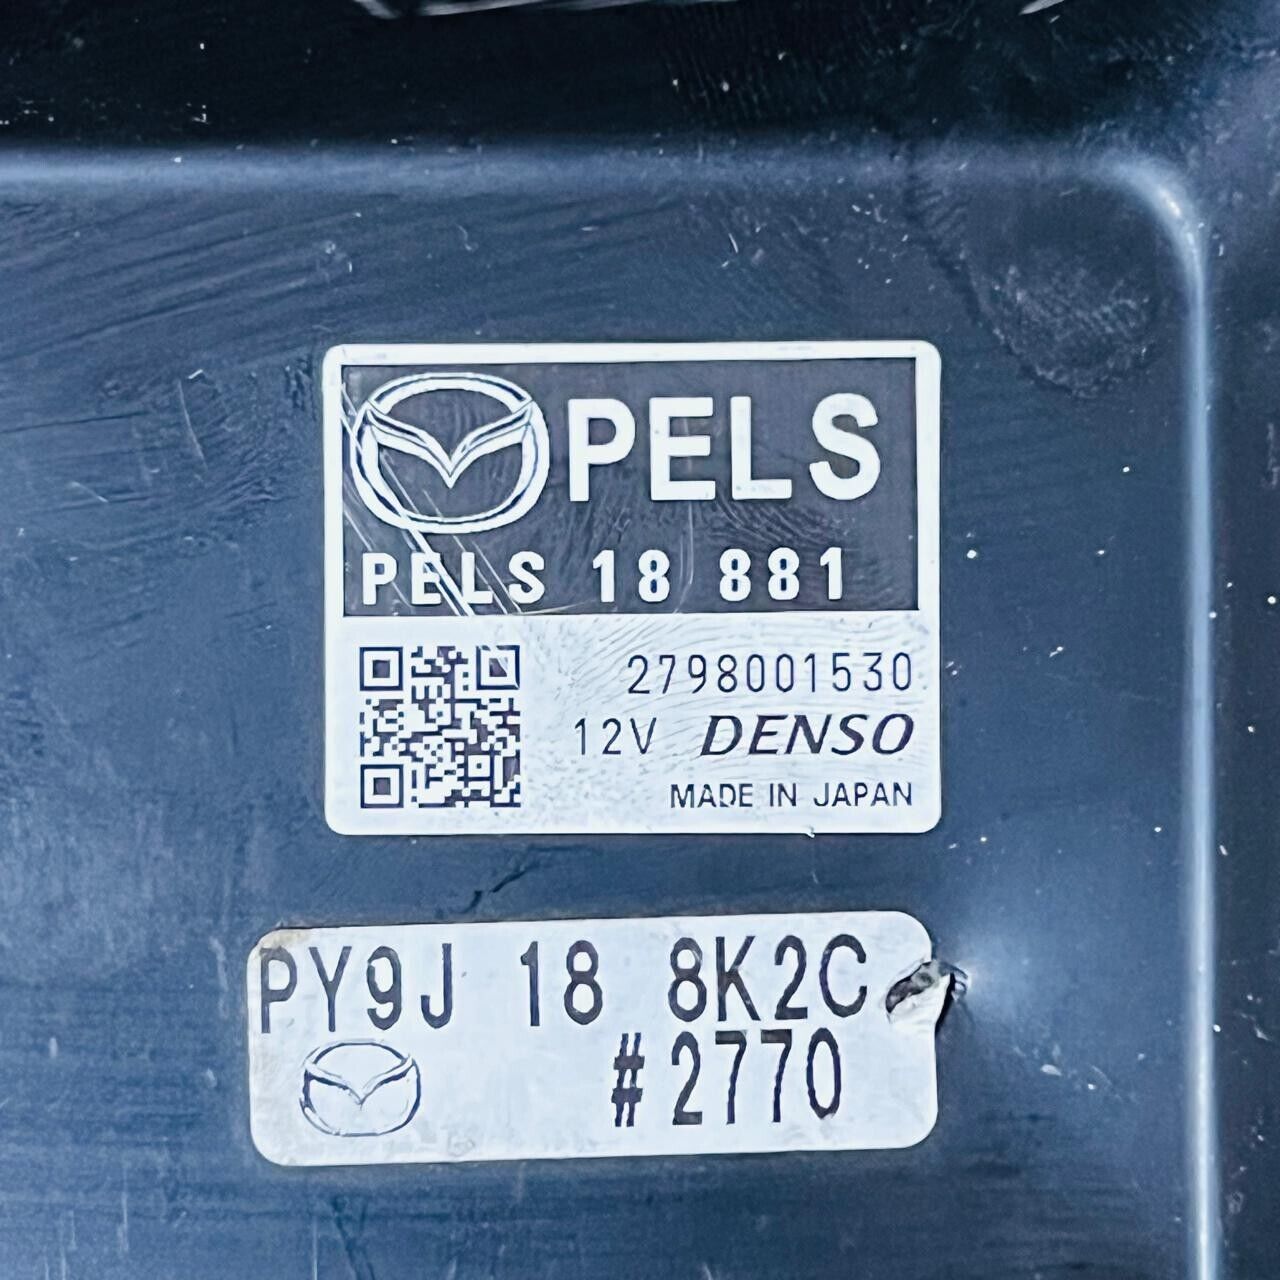 PELS
PELS 18 881
2798001530
12V DENSO
MADE IN JAPAN
PY9J 18 8K2C
#2770